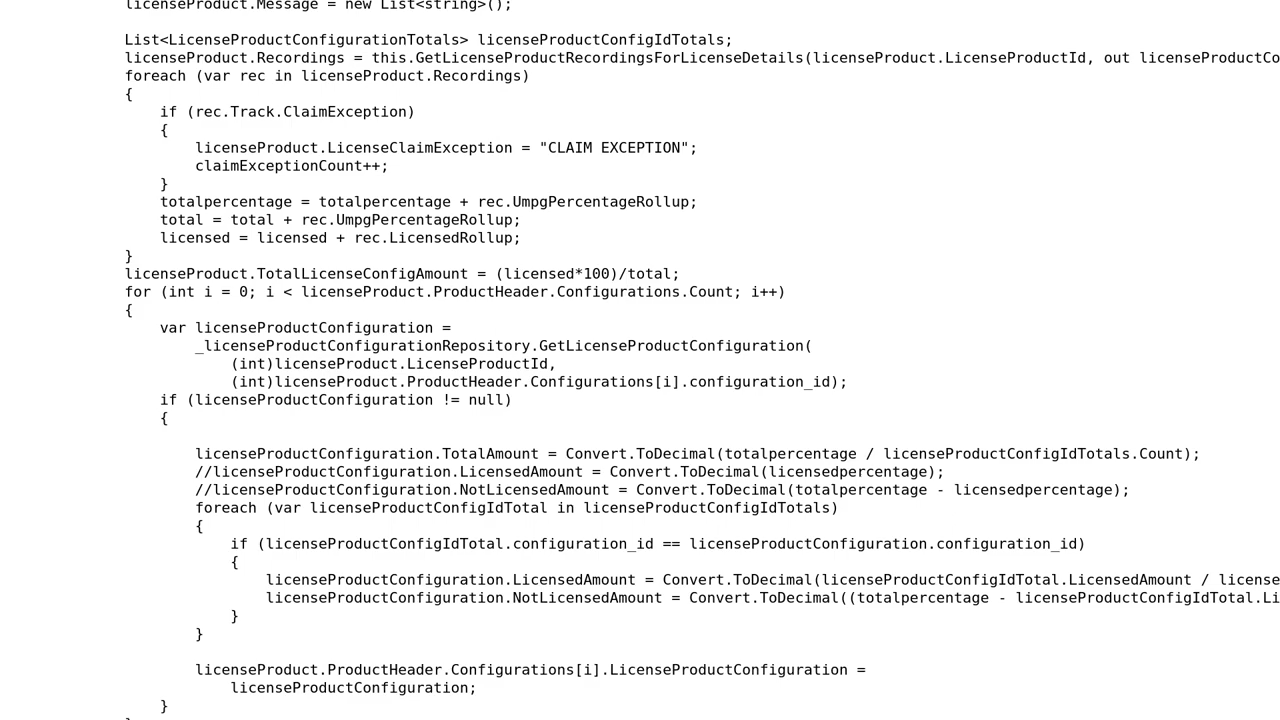 licenseProduct.Message = new List<string>();
List<LicenseProductConfigurationTotals> licenseProductConfigIdTotals;
licenseProduct.Recordings = this.GetLicenseProductRecordingsForLicenseDetails(licenseProduct.LicenseProductId, out licenseProductCo
foreach (var rec in licenseProduct.Recordings)
{
if (rec.Track.ClaimException)
{
licenseProduct.LicenseClaimException = "CLAIM EXCEPTION";
claimExceptionCount++;
}
totalpercentage = totalpercentage + rec.UmpgPercentageRollup;
total = total + rec.UmpgPercentageRollup;
licensed = licensed + rec.LicensedRollup;
}
licenseProduct.TotalLicenseConfigAmount = (licensed*100)/total;
for (int i = 0; i < licenseProduct.ProductHeader.Configurations.Count; i++)
{
var licenseProductConfiguration =
_licenseProductConfigurationRepository.GetLicenseProductConfiguration(
(int)licenseProduct.LicenseProductId,
(int)licenseProduct.ProductHeader.Configurations[i].configuration_id);
if (licenseProductConfiguration != null)
{
licenseProductConfiguration.TotalAmount = Convert.ToDecimal(totalpercentage / licenseProductConfigIdTotals.Count);
//licenseProductConfiguration.LicensedAmount = Convert.ToDecimal(licensedpercentage);
//licenseProductConfiguration.NotLicensedAmount = Convert.ToDecimal(totalpercentage - licensedpercentage);
foreach (var licenseProductConfigIdTotal in licenseProductConfigIdTotals)
{
if (licenseProductConfigIdTotal.configuration_id == licenseProductConfiguration.configuration_id)
{
licenseProductConfiguration.LicensedAmount = Convert.ToDecimal(licenseProductConfigIdTotal.LicensedAmount / license
licenseProductConfiguration.NotLicensedAmount = Convert.ToDecimal((totalpercentage - licenseProductConfigIdTotal.Li
}
}
licenseProduct.ProductHeader.Configurations[i].LicenseProductConfiguration =
licenseProductConfiguration;
}